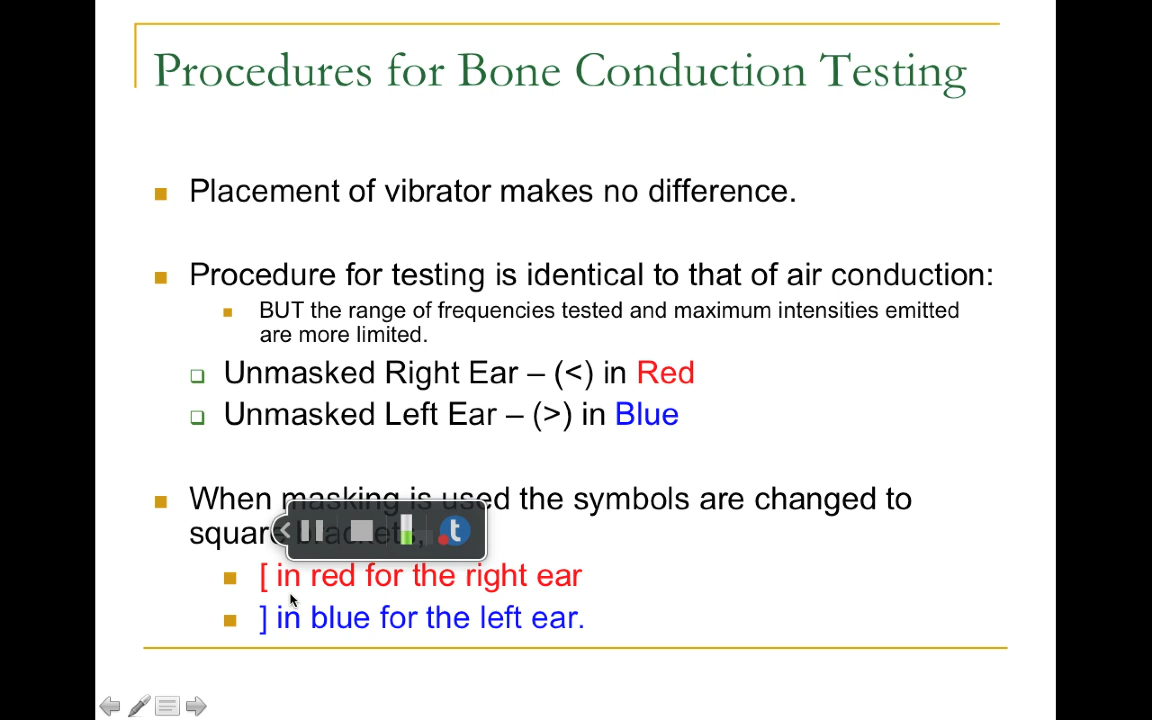 Procedures for Bone Conduction Testing
Placement of vibrator makes no difference.
Procedure for testing is identical to that of air conduction:
BUT the range of frequencies tested and maximum intensities emitted
are more limited.
Unmasked Right Ear – (<) in Red
Unmasked Left Ear – (>) in Blue
When masking is used the symbols are changed to
square brackets,
[ in red for the right ear
] in blue for the left ear.
t